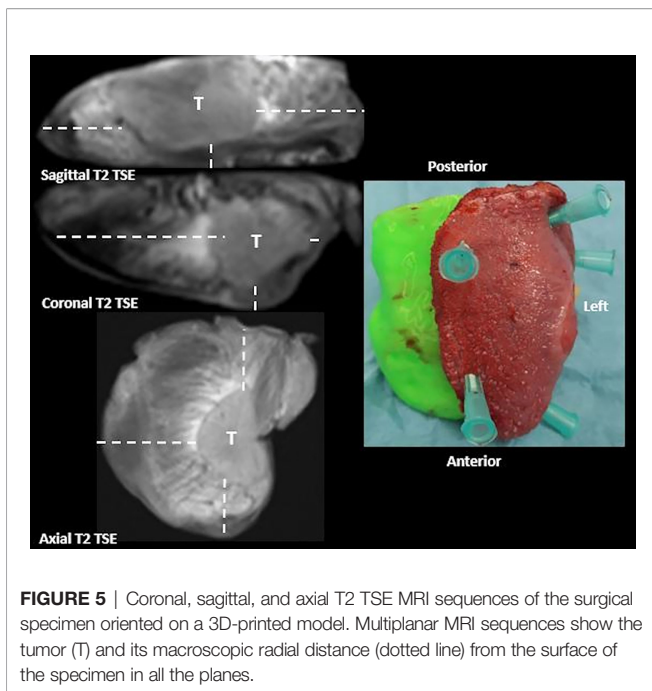 T
Sagittal T2 TSE
T
Coronal T2 TSE
T
Axial T2 TSE
Posterior
Left
Anterior
FIGURE 5 | Coronal, sagittal, and axial T2 TSE MRI sequences of the surgical
specimen oriented on a 3D-printed model. Multiplanar MRI sequences show the
tumor (T) and its macroscopic radial distance (dotted line) from the surface of
the specimen in all the planes.